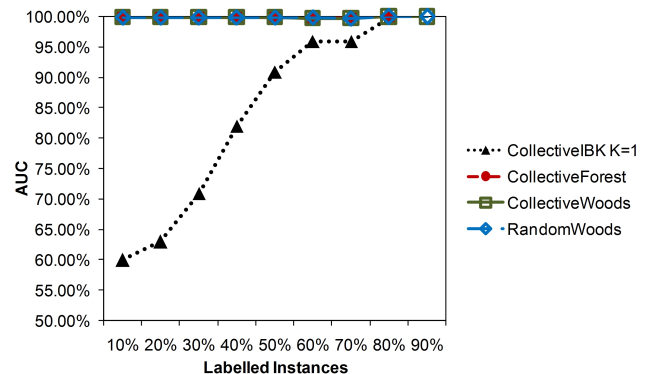 100.00%
95.00%
90.00%
85.00%
80.00%
75.00%
70.00%
65.00%
60.00%
55.00%
50.00%
AUC
10% 20% 30% 40% 50% 60% 70% 80% 90%
Labelled Instances
CollectiveIBK K=1
CollectiveForest
CollectiveWoods
RandomWoods